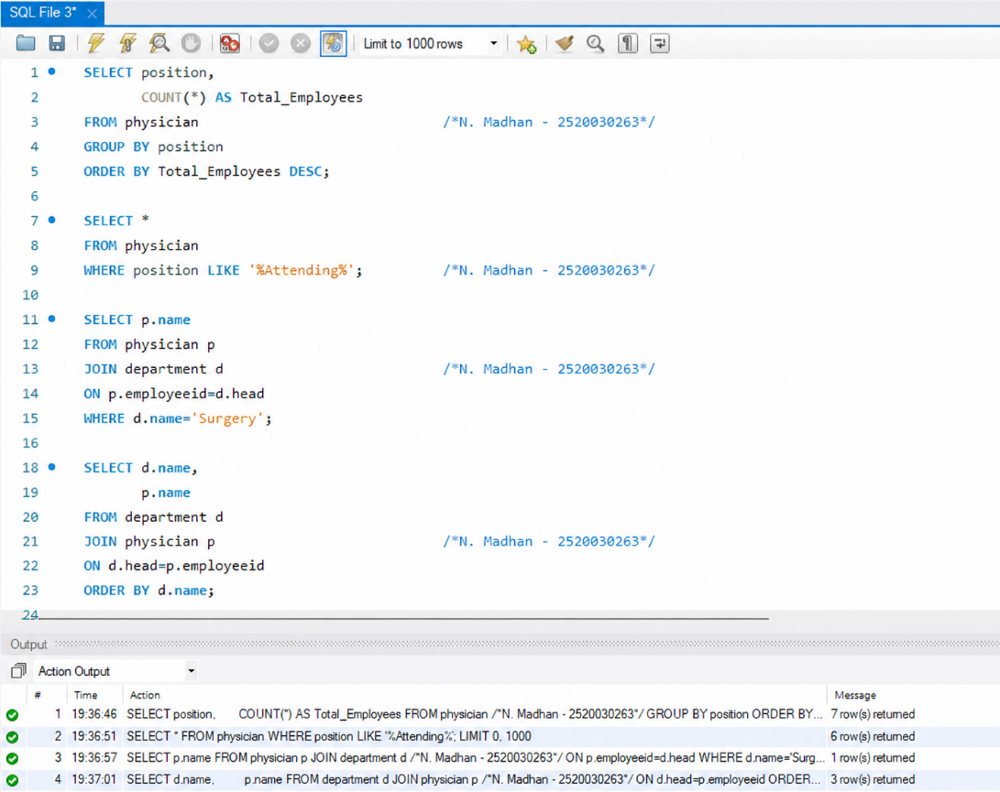 SQL File 3*
Limit to 1000 rows
1 SELECT position,
2 COUNT(*) AS Total_Employees
3 FROM physician /*N. Madhan - 2520030263*/
4 GROUP BY position
5 ORDER BY Total_Employees DESC;
6
7 SELECT *
8 FROM physician
9 WHERE position LIKE '%Attending%'; /*N. Madhan - 2520030263*/
10
11 SELECT p.name
12 FROM physician p
13 JOIN department d /*N. Madhan - 2520030263*/
14 ON p.employeeid=d.head
15 WHERE d.name='Surgery';
16
18 SELECT d.name,
19 p.name
20 FROM department d
21 JOIN physician p /*N. Madhan - 2520030263*/
22 ON d.head=p.employeeid
23 ORDER BY d.name;
24
Output
Action Output
# Time Action Message
1 19:36:46 SELECT position, COUNT(*) AS Total_Employees FROM physician /*N. Madhan - 2520030263*/ GROUP BY position ORDER BY... 7 row(s) returned
2 19:36:51 SELECT * FROM physician WHERE position LIKE '%Attending%'; LIMIT 0, 1000 6 row(s) returned
3 19:36:57 SELECT p.name FROM physician p JOIN department d /*N. Madhan - 2520030263*/ ON p.employeeid=d.head WHERE d.name='Surg... 1 row(s) returned
4 19:37:01 SELECT d.name, p.name FROM department d JOIN physician p /*N. Madhan - 2520030263*/ ON d.head=p.employeeid ORDER... 3 row(s) returned